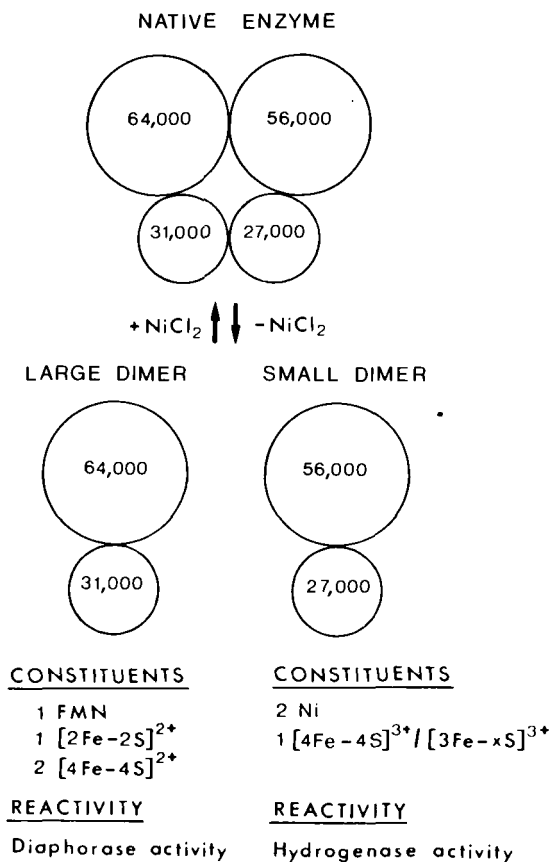 NATIVE ENZYME
64,000 56,000
31,000 27,000
+NiCl₂ −NiCl₂
LARGE DIMER SMALL DIMER
64,000 56,000
31,000 27,000
CONSTITUENTS CONSTITUENTS
1 FMN 2 Ni
1 [2Fe-2S]²⁺ 1 [4Fe-4S]³⁺/[3Fe-xS]³⁺
2 [4Fe-4S]²⁺
REACTIVITY REACTIVITY
Diaphorase activity Hydrogenase activity